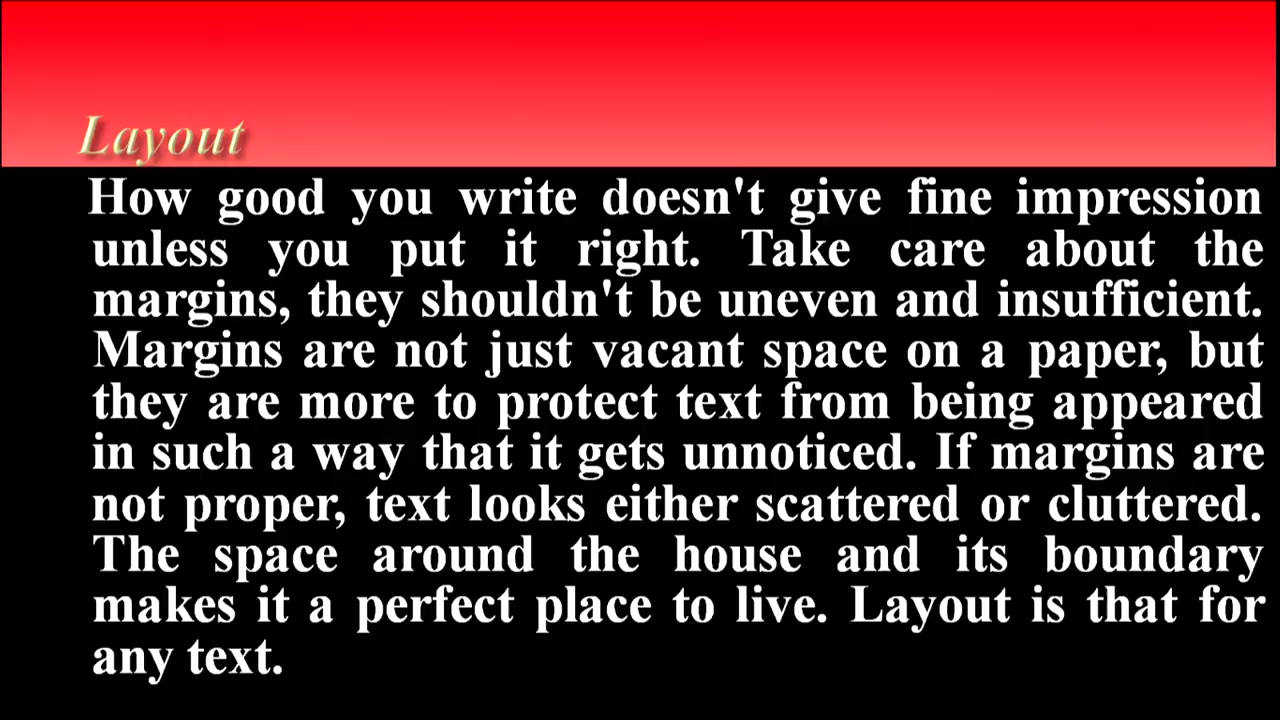 Layout
How good you write doesn't give fine impression
unless you put it right. Take care about the
margins, they shouldn't be uneven and insufficient.
Margins are not just vacant space on a paper, but
they are more to protect text from being appeared
in such a way that it gets unnoticed. If margins are
not proper, text looks either scattered or cluttered.
The space around the house and its boundary
makes it a perfect place to live. Layout is that for
any text.